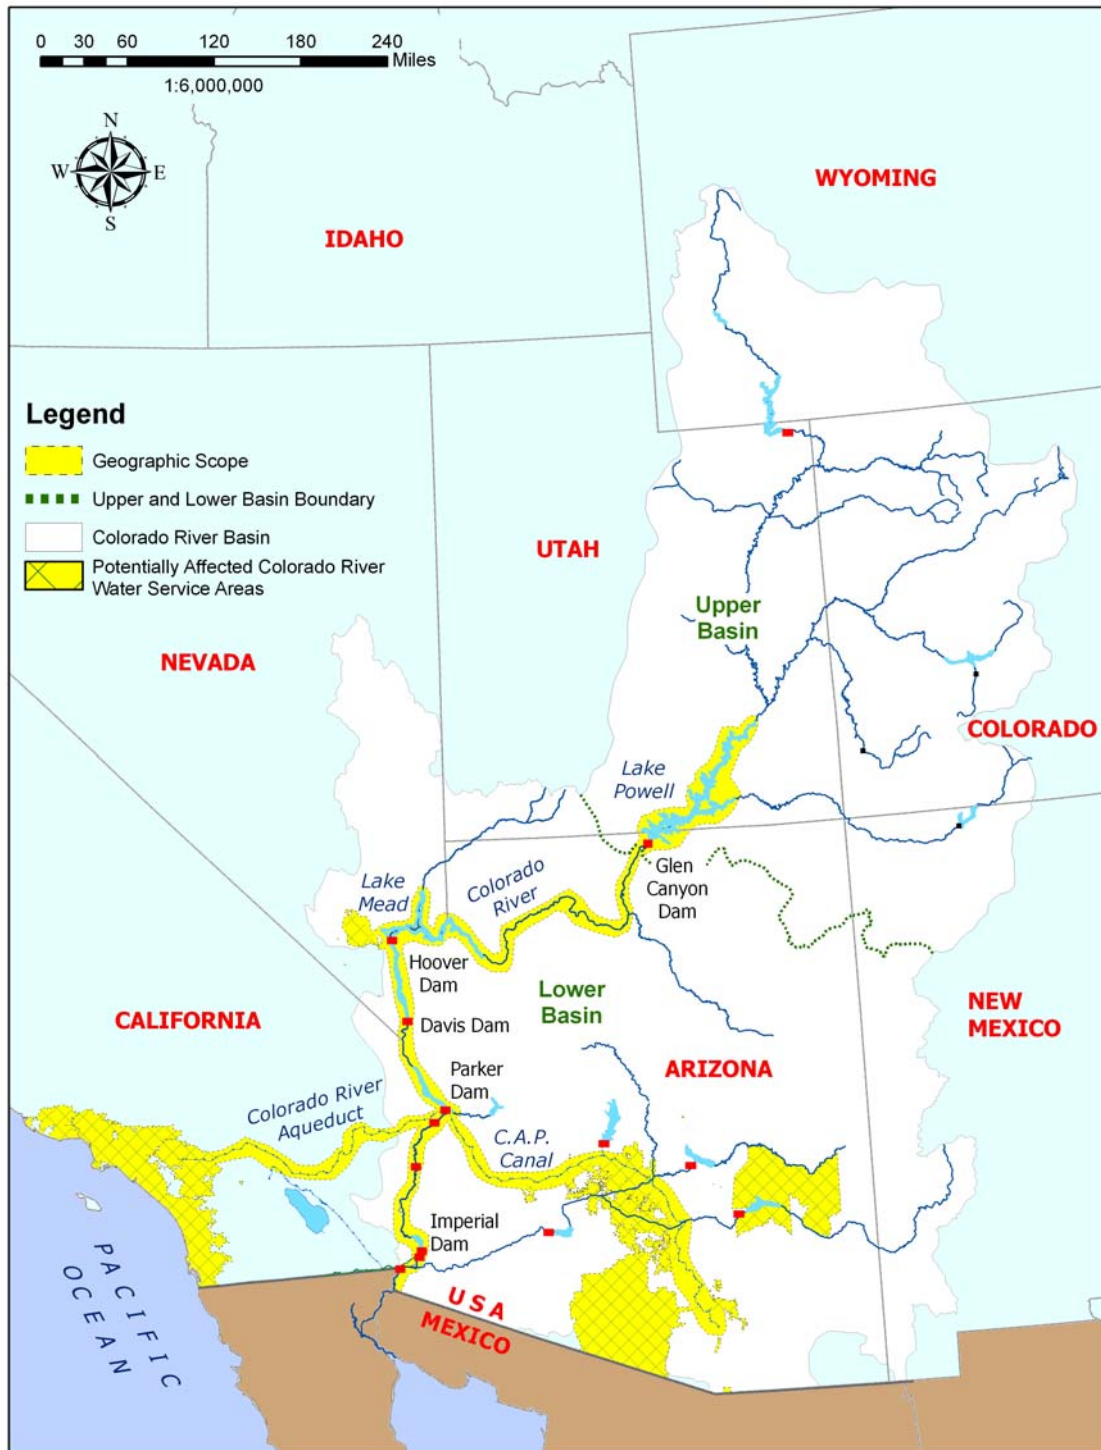 0 30 60 120 180 240
Miles
1:6,000,000
N
W E
S
WYOMING
IDAHO
Legend
Geographic Scope
Upper and Lower Basin Boundary
Colorado River Basin
Potentially Affected Colorado River
Water Service Areas
UTAH
Upper
Basin
NEVADA
COLORADO
Lake
Powell
Glen
Canyon
Dam
Lake
Mead
Colorado
River
Hoover
Dam
Lower
Basin
NEW
MEXICO
CALIFORNIA
Davis Dam
ARIZONA
Parker
Dam
Colorado River
Aqueduct
C.A.P.
Canal
Imperial
Dam
PACIFIC
OCEAN
USA
MEXICO